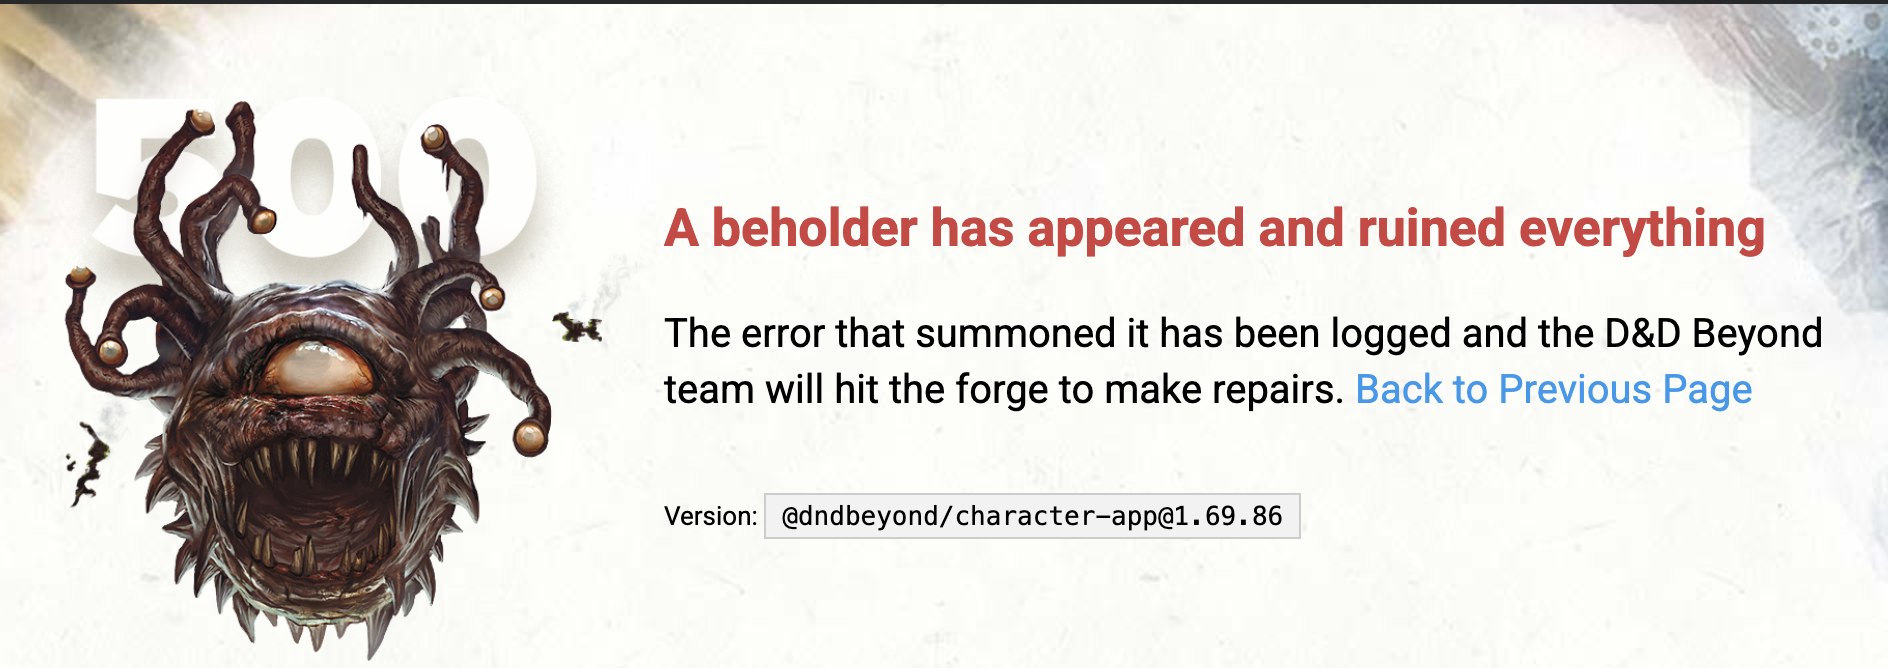 500
A beholder has appeared and ruined everything
The error that summoned it has been logged and the D&D Beyond
team will hit the forge to make repairs. Back to Previous Page
Version: @dndbeyond/character-app@1.69.86